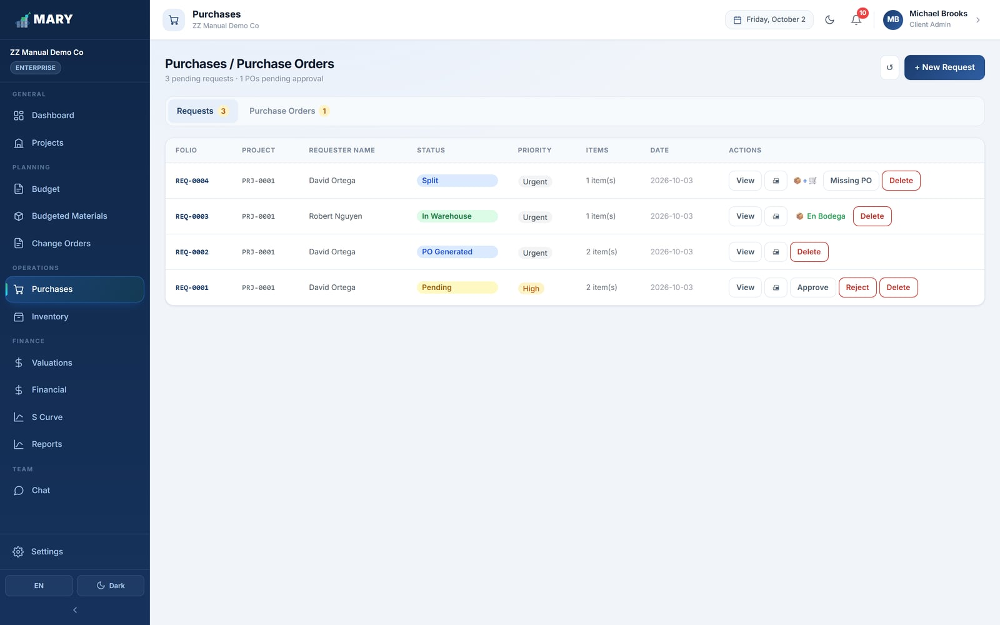 MARY
ZZ Manual Demo Co
ENTERPRISE
GENERAL
Dashboard
Projects
PLANNING
Budget
Budgeted Materials
Change Orders
OPERATIONS
Purchases
Inventory
FINANCE
Valuations
Financial
S Curve
Reports
TEAM
Chat
Settings
EN
Dark
Purchases
ZZ Manual Demo Co
Friday, October 2
10
MB
Michael Brooks
Client Admin
Purchases / Purchase Orders
3 pending requests · 1 POs pending approval
↺
+ New Request
Requests 3
Purchase Orders 1
FOLIO PROJECT REQUESTER NAME STATUS PRIORITY ITEMS DATE ACTIONS
REQ-0004 PRJ-0001 David Ortega Split Urgent 1 item(s) 2026-10-03 View + Missing PO Delete
REQ-0003 PRJ-0001 Robert Nguyen In Warehouse Urgent 1 item(s) 2026-10-03 View En Bodega Delete
REQ-0002 PRJ-0001 David Ortega PO Generated Urgent 2 item(s) 2026-10-03 View Delete
REQ-0001 PRJ-0001 David Ortega Pending High 2 item(s) 2026-10-03 View Approve Reject Delete